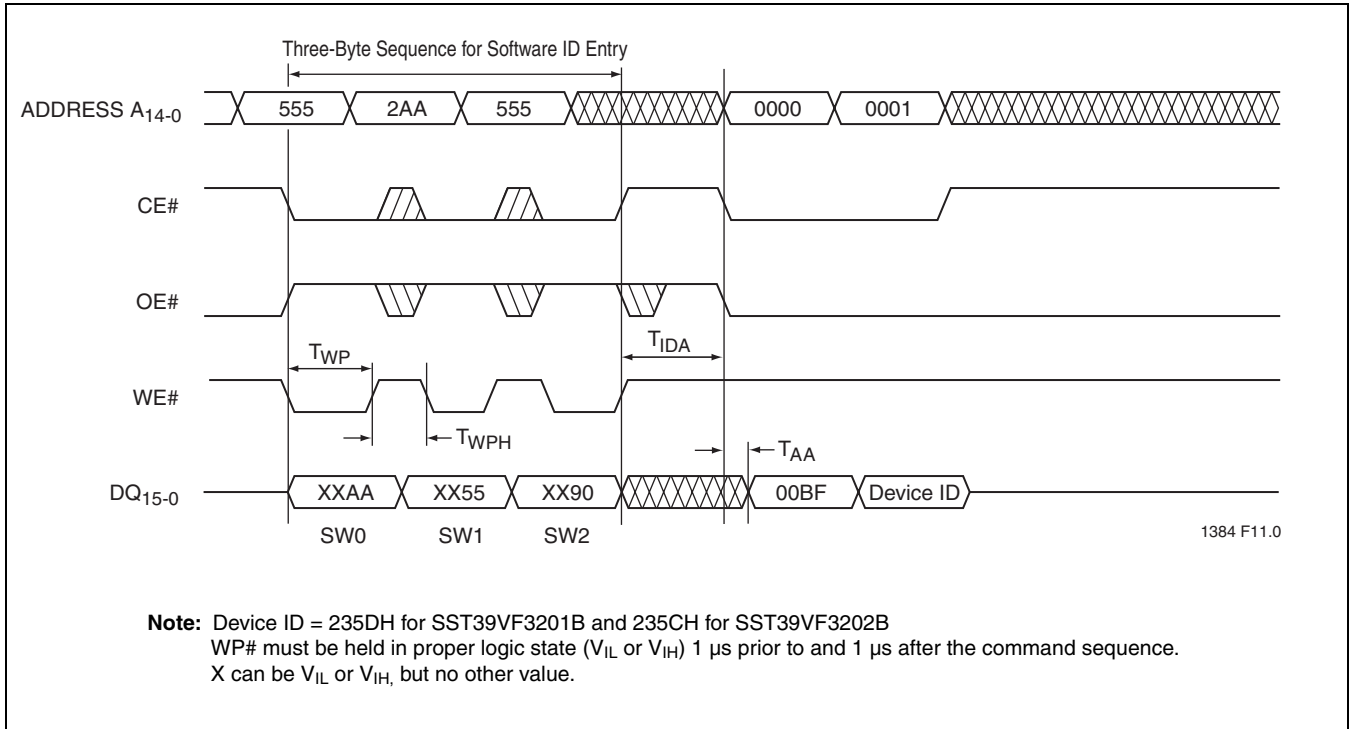 Three-Byte Sequence for Software ID Entry
ADDRESS A14-0 555 2AA 555 0000 0001
CE#
OE#
TWP TIDA
WE#
TWPH TAA
DQ15-0 XXAA XX55 XX90 00BF Device ID
SW0 SW1 SW2 1384 F11.0
Note: Device ID = 235DH for SST39VF3201B and 235CH for SST39VF3202B
WP# must be held in proper logic state (VIL or VIH) 1 µs prior to and 1 µs after the command sequence.
X can be VIL or VIH, but no other value.